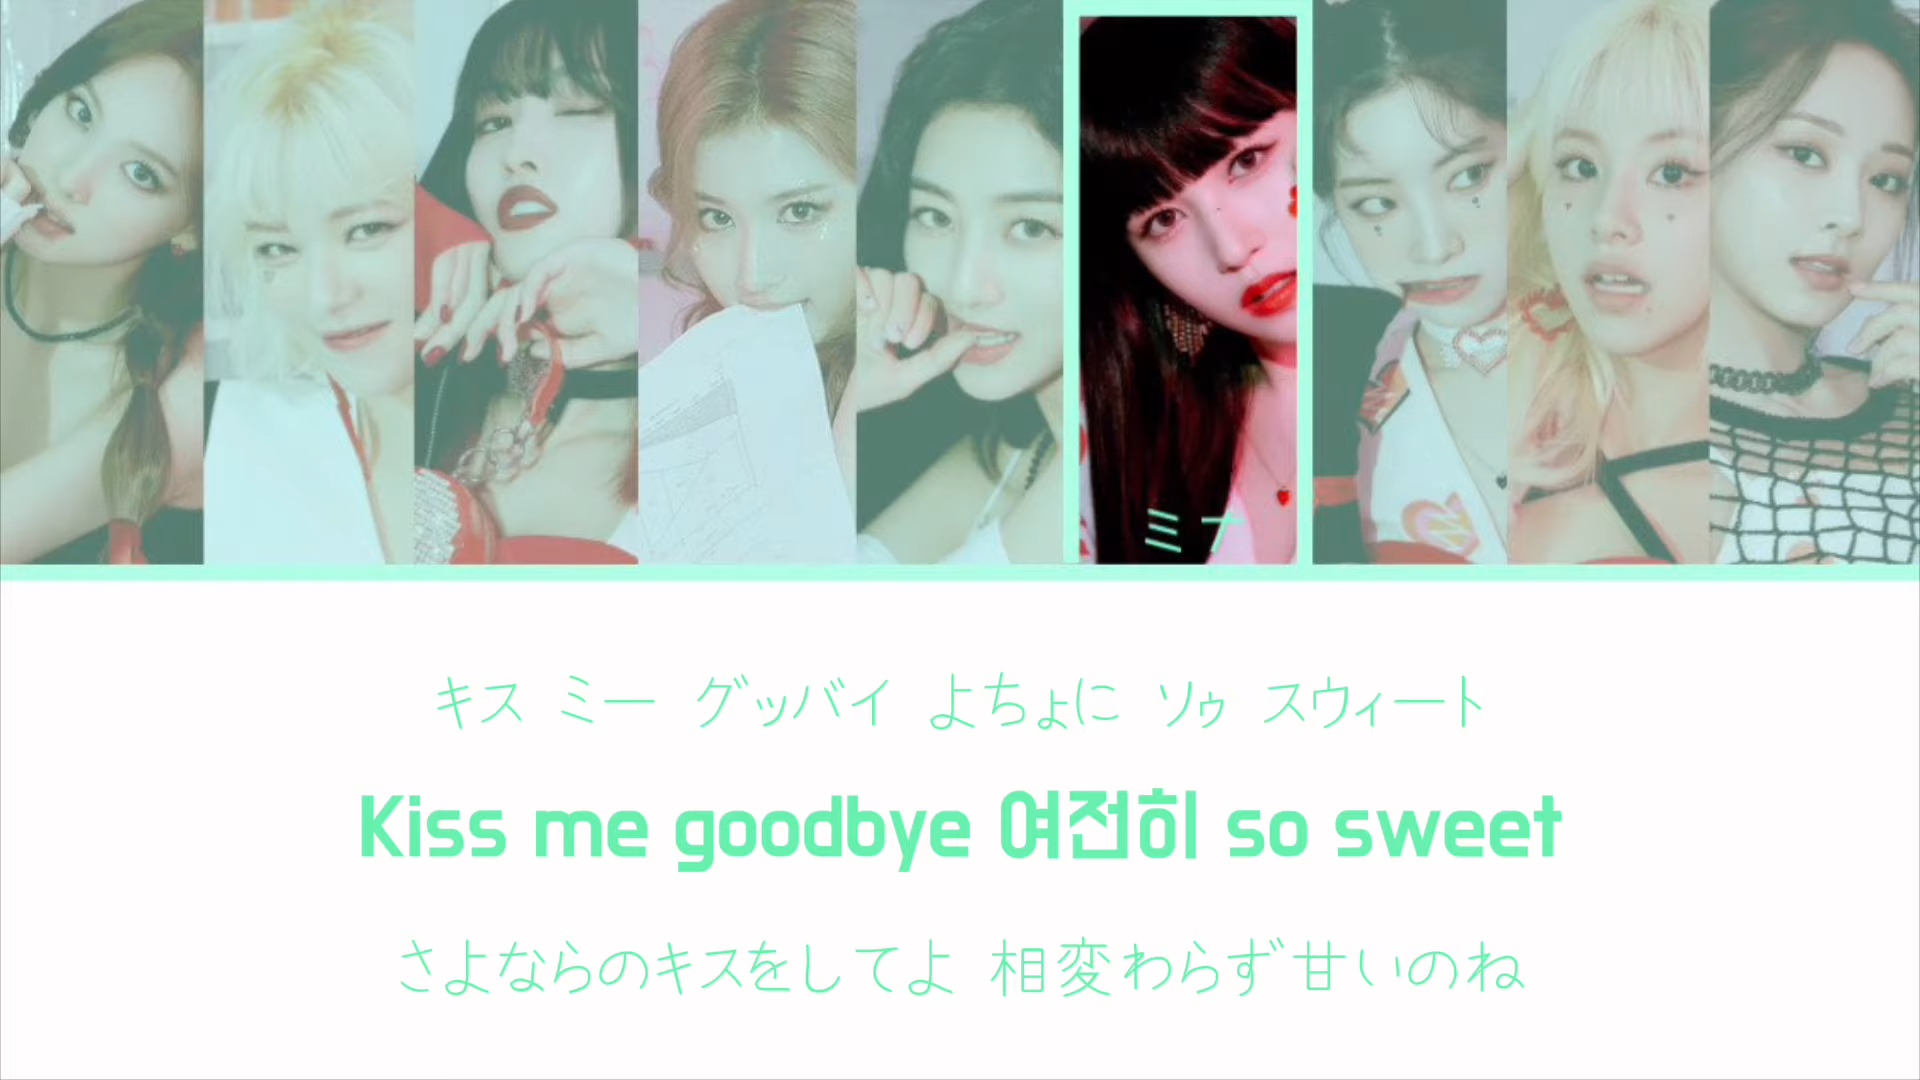 ミナ
キス ミー グッバイ よちょに ソゥ スウィート
Kiss me goodbye 여전히 so sweet
さよならのキスをしてよ 相変わらず甘いのね